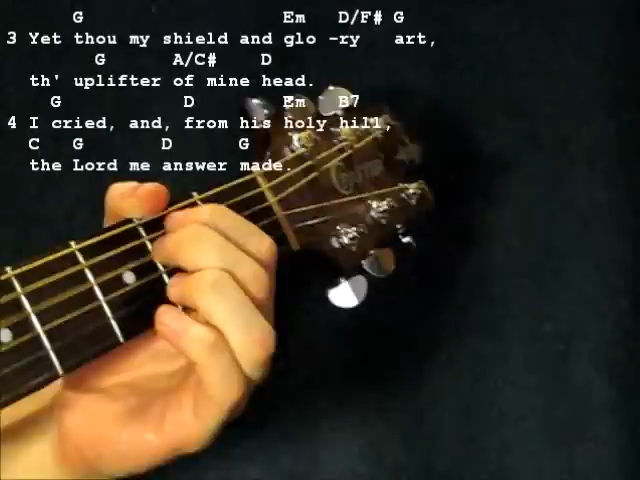 G Em D/F# G
3 Yet thou my shield and glo -ry art,
G A/C# D
th' uplifter of mine head.
G D Em B7
4 I cried, and, from his holy hill,
C G D G
the Lord me answer made.